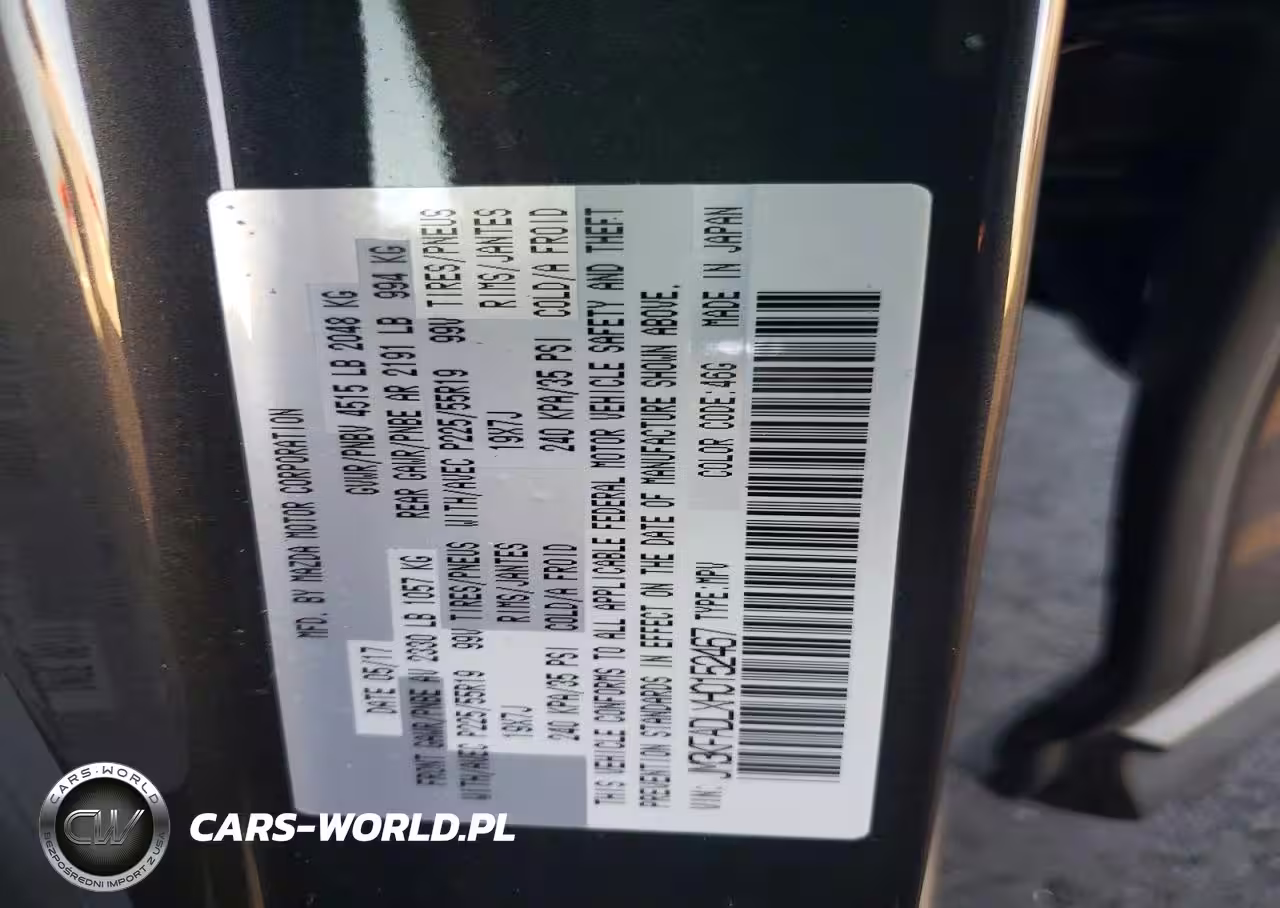 MFD. BY MAZDA MOTOR CORPORATION
DATE 05/17 GVWR/PNBV 4515 LB 2048 KG
FRONT GAWR/PNBE AV 2330 LB 1057 KG REAR GAWR/PNBE AR 2191 LB 994 KG
WITH/AVEC P225/55R19 99V TIRES/PNEUS WITH/AVEC P225/55R19 99V TIRES/PNEUS
19X7J RIMS/JANTES 19X7J RIMS/JANTES
240 KPA/35 PSI COLD/A FROID 240 KPA/35 PSI COLD/A FROID
THIS VEHICLE CONFORMS TO ALL APPLICABLE FEDERAL MOTOR VEHICLE SAFETY AND THEFT
PREVENTION STANDARDS IN EFFECT ON THE DATE OF MANUFACTURE SHOWN ABOVE.
VIN: JM3KFADLXH0152467 TYPE:MPV COLOR CODE:46G MADE IN JAPAN
CARS-WORLD
CW
BEZPOŚREDNI IMPORT Z USA
CARS-WORLD.PL